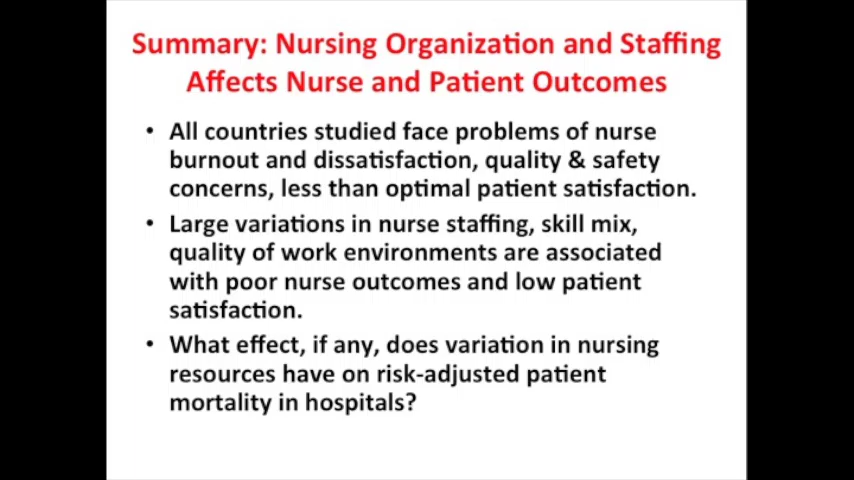 Summary: Nursing Organization and Staffing
Affects Nurse and Patient Outcomes
• All countries studied face problems of nurse
burnout and dissatisfaction, quality & safety
concerns, less than optimal patient satisfaction.
• Large variations in nurse staffing, skill mix,
quality of work environments are associated
with poor nurse outcomes and low patient
satisfaction.
• What effect, if any, does variation in nursing
resources have on risk-adjusted patient
mortality in hospitals?